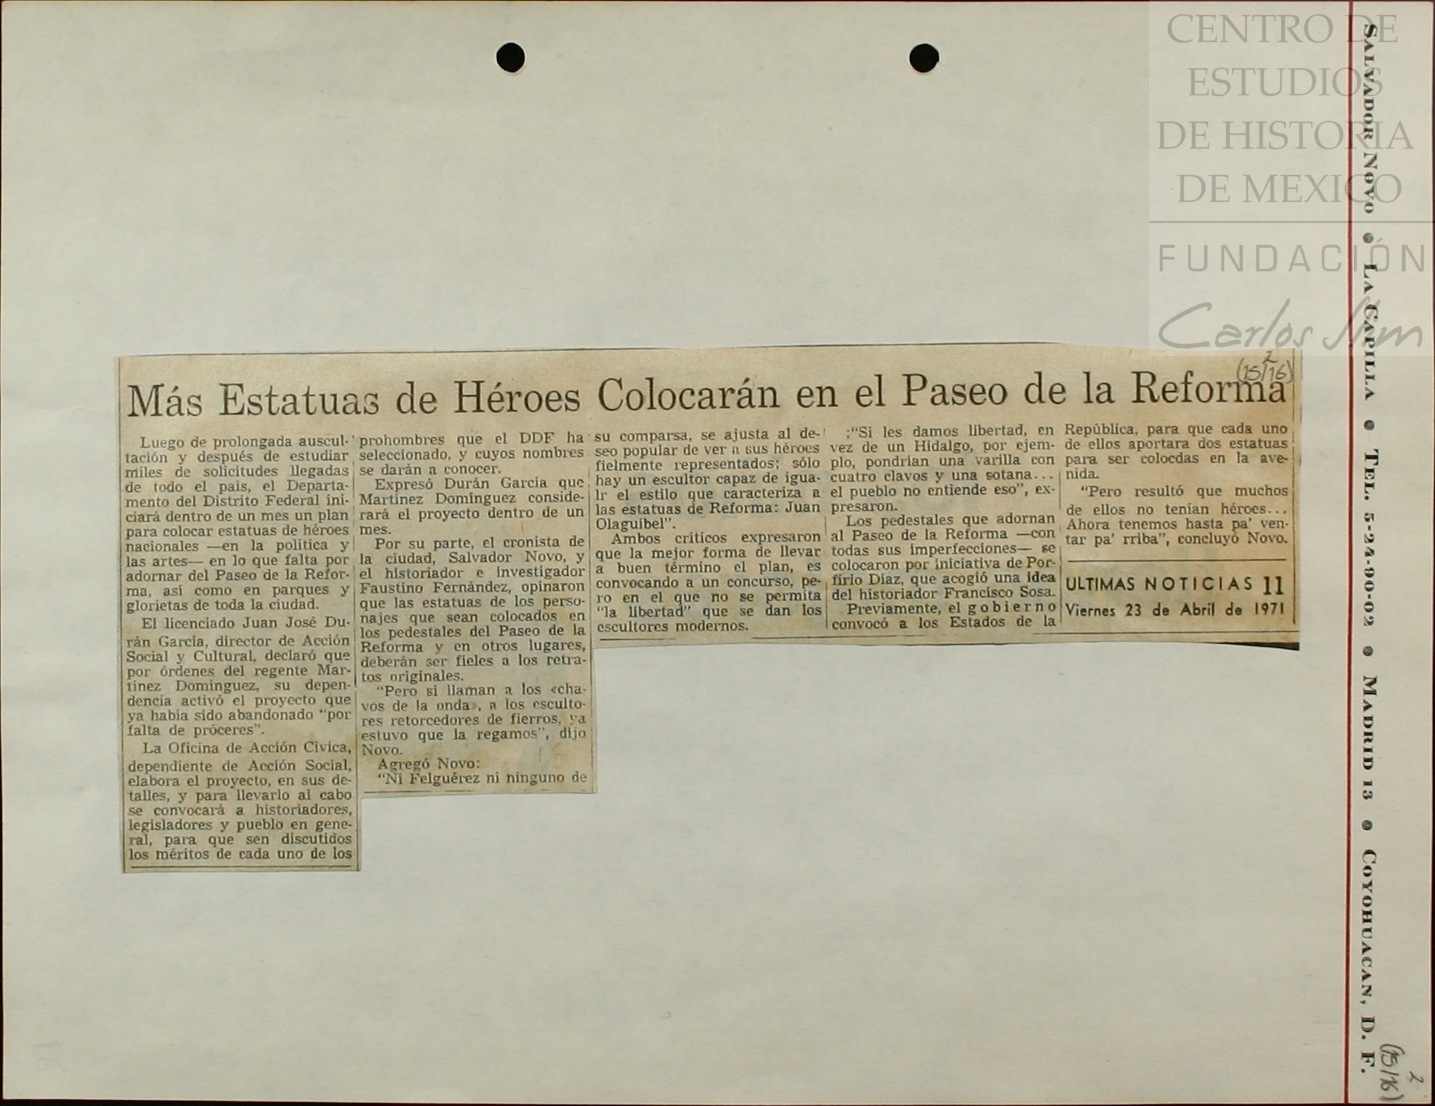 CENTRO DE
ESTUDIOS
DE HISTORIA
DE MEXICO
FUNDACIÓN
Carlos Slim
SALVADOR NOVO • LA CAPILLA • TEL. 5-24-90-02 • MADRID 13 • COYOHUACAN, D. F.
2
(15/16)
Más Estatuas de Héroes Colocarán en el Paseo de la Reforma
Luego de prolongada auscul-
tación y después de estudiar
miles de solicitudes llegadas
de todo el país, el Departa-
mento del Distrito Federal ini-
ciará dentro de un mes un plan
para colocar estatuas de héroes
nacionales —en la política y
las artes— en lo que falta por
adornar del Paseo de la Refor-
ma, así como en parques y
glorietas de toda la ciudad.
El licenciado Juan José Du-
rán García, director de Acción
Social y Cultural, declaró que
por órdenes del regente Mar-
tínez Domínguez, su depen-
dencia activó el proyecto que
ya había sido abandonado "por
falta de próceres".
La Oficina de Acción Cívica,
dependiente de Acción Social,
elabora el proyecto, en sus de-
talles, y para llevarlo al cabo
se convocará a historiadores,
legisladores y pueblo en gene-
ral, para que sen discutidos
los méritos de cada uno de los
prohombres que el DDF ha
seleccionado, y cuyos nombres
se darán a conocer.
Expresó Durán García que
Martínez Domínguez conside-
rará el proyecto dentro de un
mes.
Por su parte, el cronista de
la ciudad, Salvador Novo, y
el historiador e investigador
Faustino Fernández, opinaron
que las estatuas de los perso-
najes que sean colocados en
los pedestales del Paseo de la
Reforma y en otros lugares,
deberán ser fieles a los retra-
tos originales.
"Pero si llaman a los «cha-
vos de la onda», a los esculto-
res retorcedores de fierros, ya
estuvo que la regamos", dijo
Novo.
Agregó Novo:
"Ni Felguérez ni ninguno de
su comparsa, se ajusta al de-
seo popular de ver a sus héroes
fielmente representados; sólo
hay un escultor capaz de igua-
lr el estilo que caracteriza a
las estatuas de Reforma: Juan
Olaguíbel".
Ambos críticos expresaron
que la mejor forma de llevar
a buen término el plan, es
convocando a un concurso, pe-
ro en el que no se permita
"la libertad" que se dan los
escultores modernos.
;"Si les damos libertad, en
vez de un Hidalgo, por ejem-
plo, pondrían una varilla con
cuatro clavos y una sotana...
el pueblo no entiende eso", ex-
presaron.
Los pedestales que adornan
al Paseo de la Reforma —con
todas sus imperfecciones— se
colocaron por iniciativa de Por-
firio Díaz, que acogió una idea
del historiador Francisco Sosa.
Previamente, el gobierno
convocó a los Estados de la
República, para que cada uno
de ellos aportara dos estatuas
para ser colocdas en la ave-
nida.
"Pero resultó que muchos
de ellos no tenían héroes...
Ahora tenemos hasta pa' ven-
tar pa' rriba", concluyó Novo.
ULTIMAS NOTICIAS 11
Viernes 23 de Abril de 1971
2
(15/16)